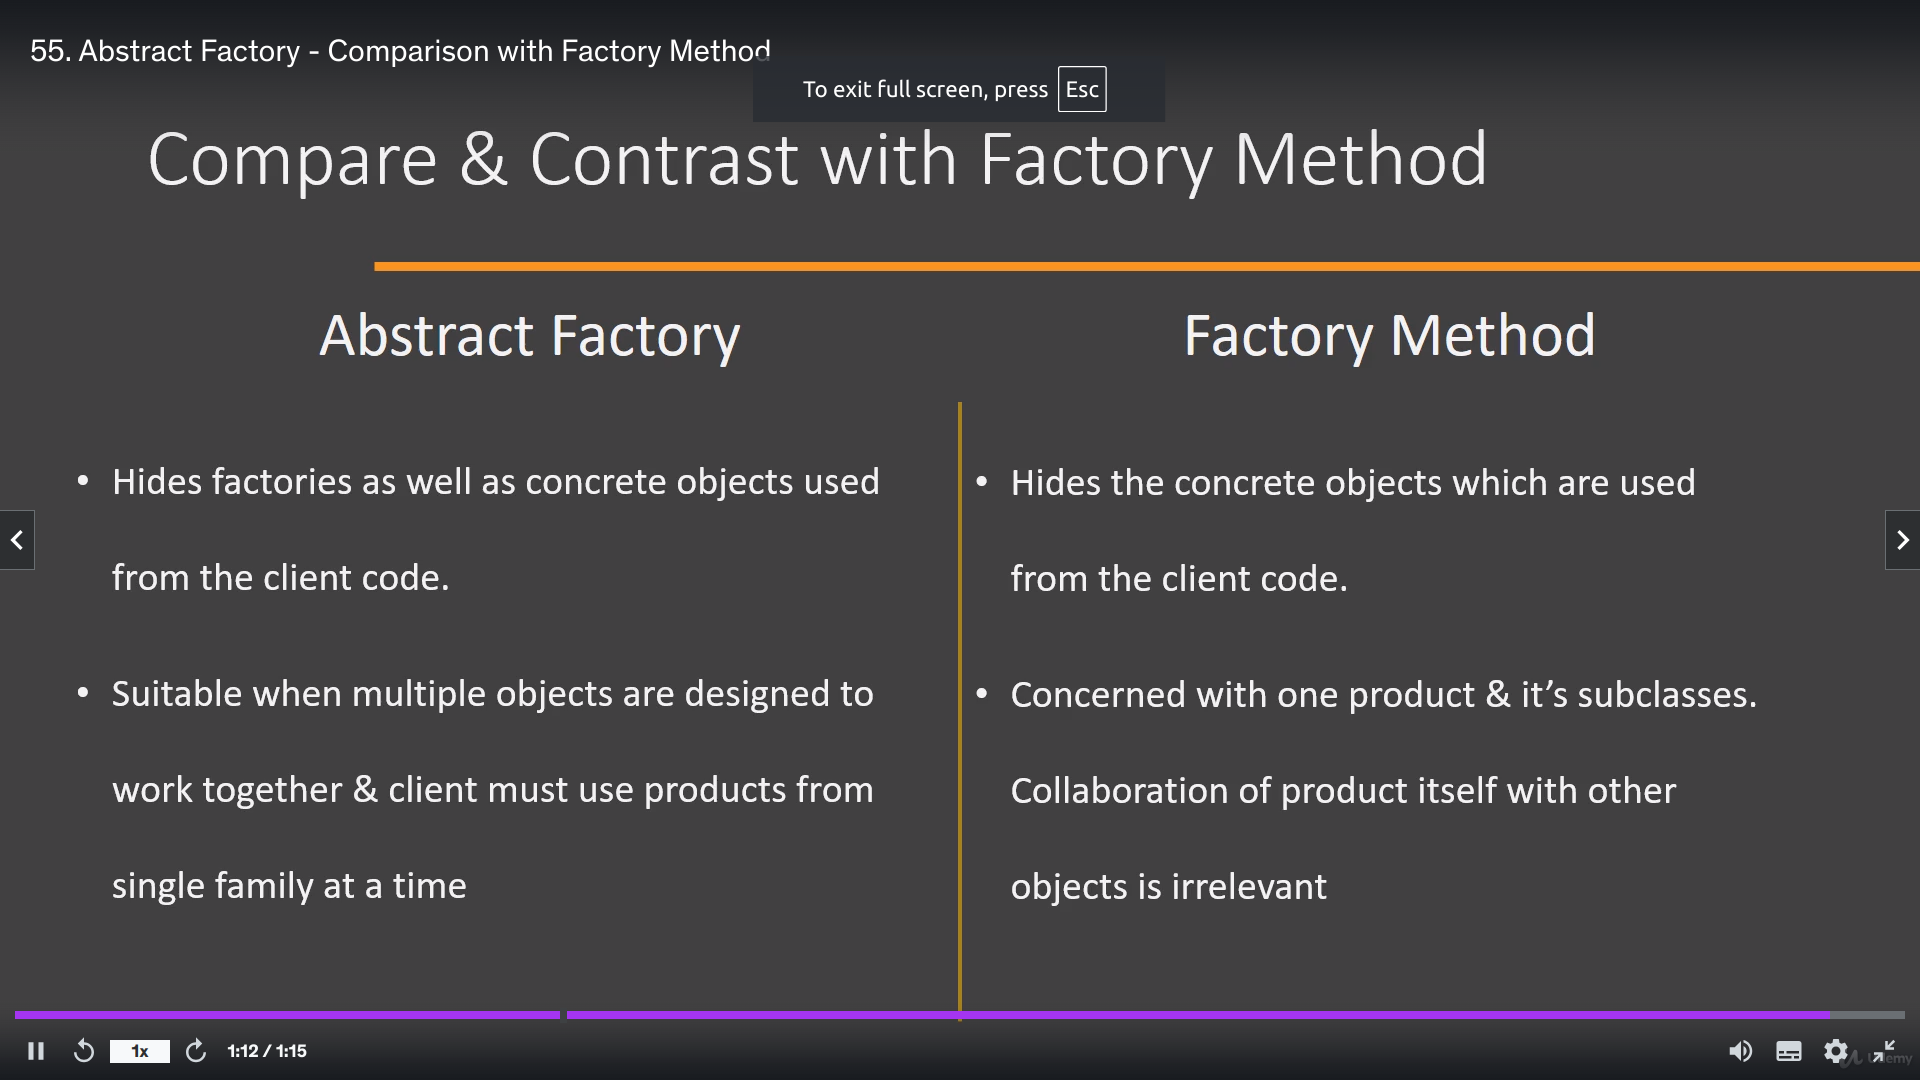 55. Abstract Factory - Comparison with Factory Method
To exit full screen, press Esc
Compare & Contrast with Factory Method
Abstract Factory
• Hides factories as well as concrete objects used
from the client code.
• Suitable when multiple objects are designed to
work together & client must use products from
single family at a time
Factory Method
• Hides the concrete objects which are used
from the client code.
• Concerned with one product & it’s subclasses.
Collaboration of product itself with other
objects is irrelevant
1x
1:12 / 1:15
Udemy